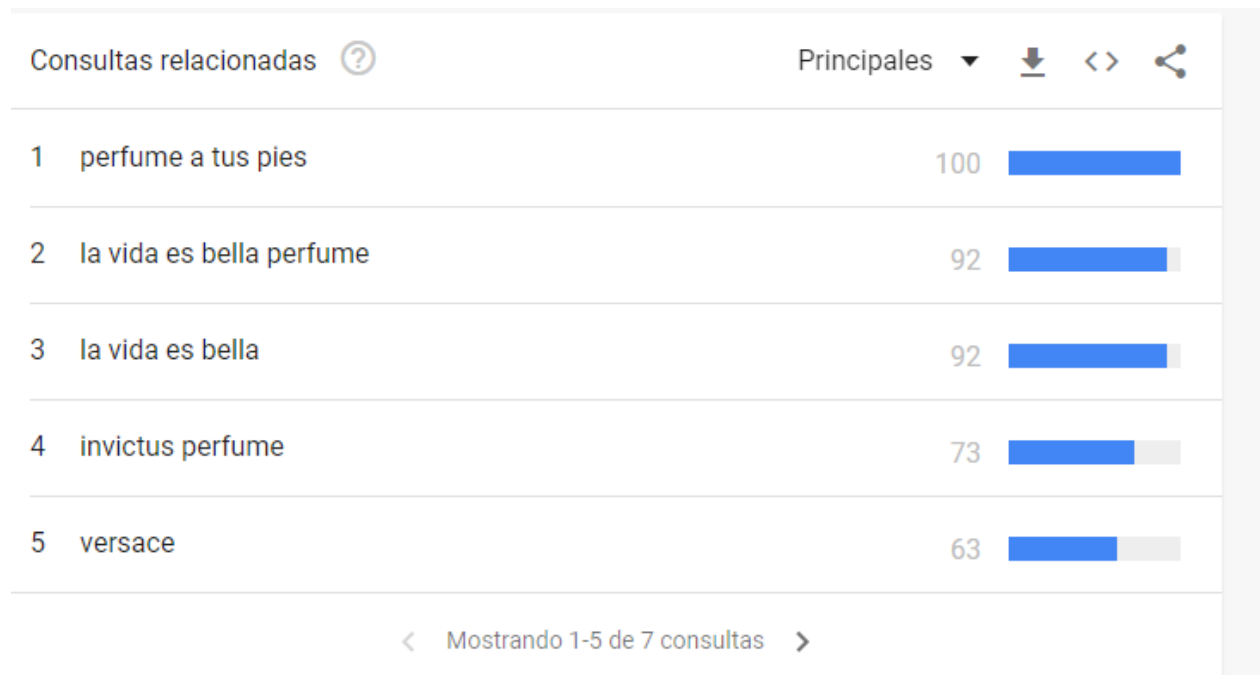 Consultas relacionadas ? Principales
1 perfume a tus pies 100
2 la vida es bella perfume 92
3 la vida es bella 92
4 invictus perfume 73
5 versace 63
Mostrando 1-5 de 7 consultas